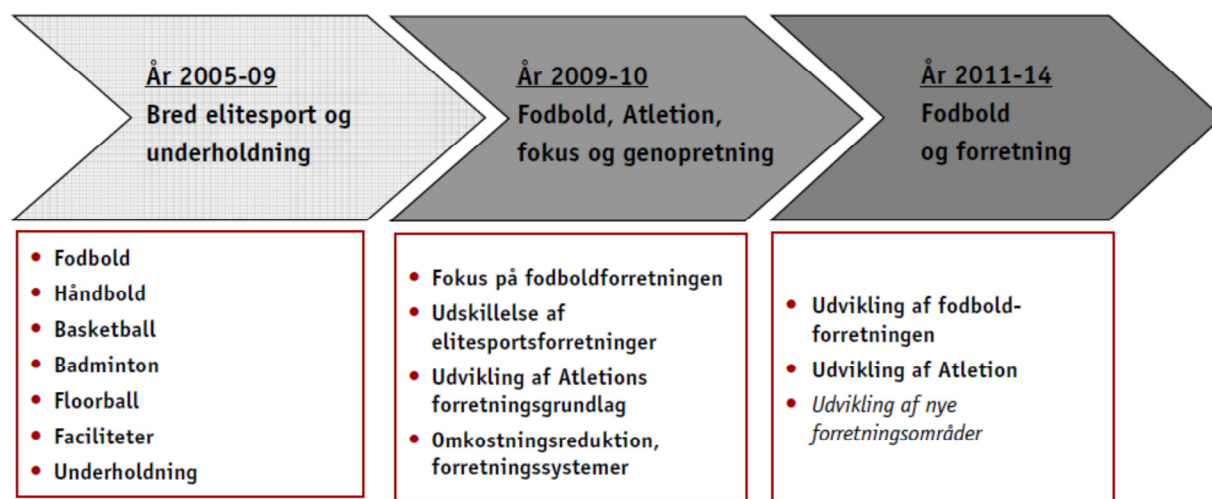 År 2005-09
Bred elitesport og
underholdning
År 2009-10
Fodbold, Atletion,
fokus og genopretning
År 2011-14
Fodbold
og forretning
• Fodbold
• Håndbold
• Basketball
• Badminton
• Floorball
• Faciliteter
• Underholdning
• Fokus på fodboldforretningen
• Udskillelse af
elitesportsforretninger
• Udvikling af Atletions
forretningsgrundlag
• Omkostningsreduktion,
forretningssystemer
• Udvikling af fodbold-
forretningen
• Udvikling af Atletion
• Udvikling af nye
forretningsområder